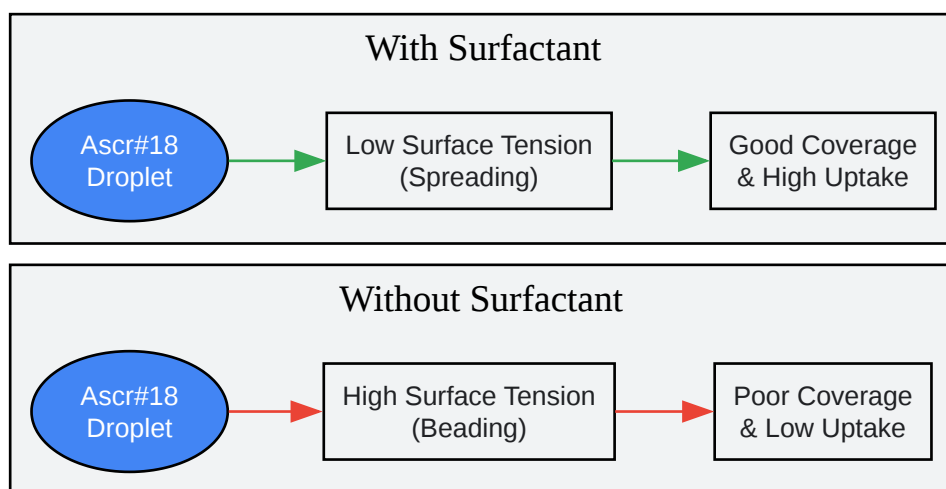 With Surfactant
Ascr#18
Droplet
Low Surface Tension
(Spreading)
Good Coverage
& High Uptake
Without Surfactant
Ascr#18
Droplet
High Surface Tension
(Beading)
Poor Coverage
& Low Uptake